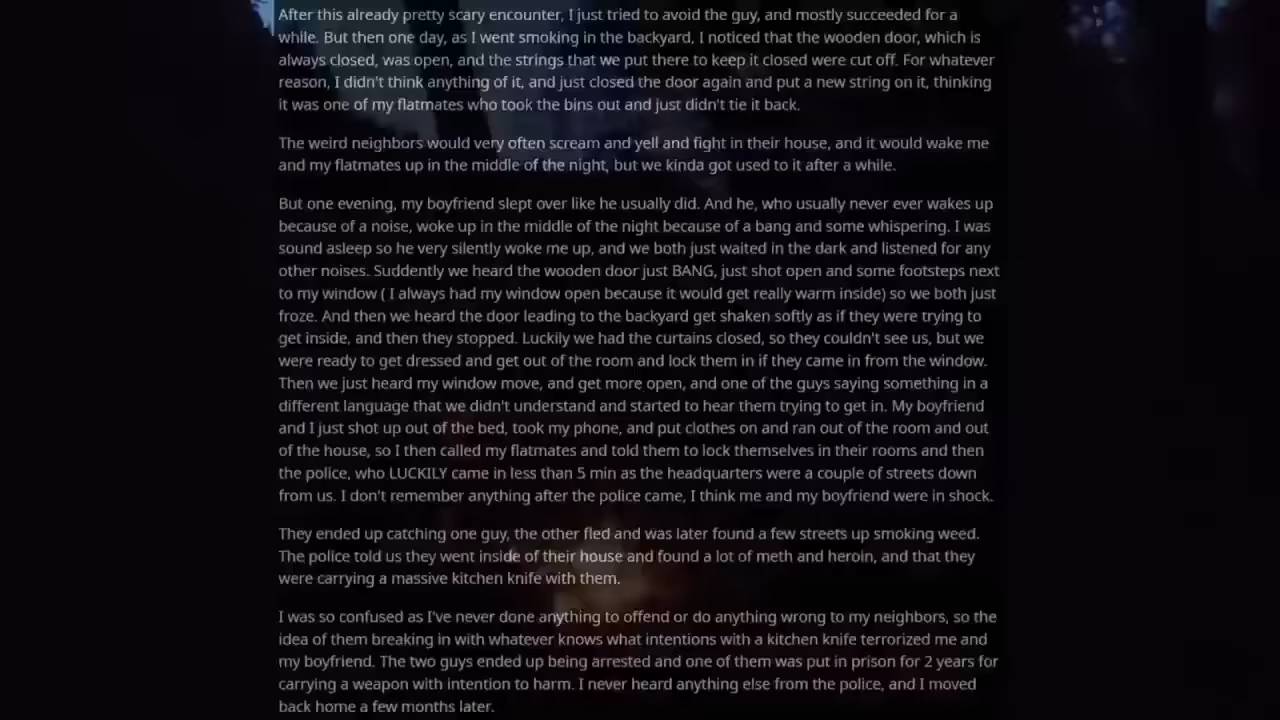 After this already pretty scary encounter, I just tried to avoid the guy, and mostly succeeded for a
while. But then one day, as I went smoking in the backyard, I noticed that the wooden door, which is
always closed, was open, and the strings that we put there to keep it closed were cut off. For whatever
reason, I didn't think anything of it, and just closed the door again and put a new string on it, thinking
it was one of my flatmates who took the bins out and just didn't tie it back.
The weird neighbors would very often scream and yell and fight in their house, and it would wake me
and my flatmates up in the middle of the night, but we kinda got used to it after a while.
But one evening, my boyfriend slept over like he usually did. And he, who usually never ever wakes up
because of a noise, woke up in the middle of the night because of a bang and some whispering. I was
sound asleep so he very silently woke me up, and we both just waited in the dark and listened for any
other noises. Suddenly we heard the wooden door just BANG, just shot open and some footsteps next
to my window ( I always had my window open because it would get really warm inside) so we both just
froze. And then we heard the door leading to the backyard get shaken softly as if they were trying to
get inside, and then they stopped. Luckily we had the curtains closed, so they couldn't see us, but we
were ready to get dressed and get out of the room and lock them in if they came in from the window.
Then we just heard my window move, and get more open, and one of the guys saying something in a
different language that we didn't understand and started to hear them trying to get in. My boyfriend
and I just shot up out of the bed, took my phone, and put clothes on and ran out of the room and out
of the house, so I then called my flatmates and told them to lock themselves in their rooms and then
the police, who LUCKILY came in less than 5 min as the headquarters were a couple of streets down
from us. I don't remember anything after the police came, I think me and my boyfriend were in shock.
They ended up catching one guy, the other fled and was later found a few streets up smoking weed.
The police told us they went inside of their house and found a lot of meth and heroin, and that they
were carrying a massive kitchen knife with them.
I was so confused as I've never done anything to offend or do anything wrong to my neighbors, so the
idea of them breaking in with whatever knows what intentions with a kitchen knife terrorized me and
my boyfriend. The two guys ended up being arrested and one of them was put in prison for 2 years for
carrying a weapon with intention to harm. I never heard anything else from the police, and I moved
back home a few months later.